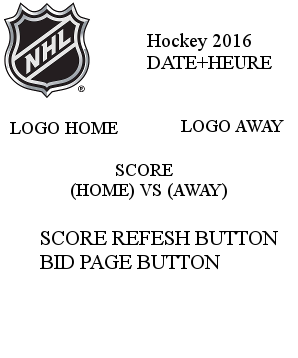 NHL
®
Hockey 2016
DATE+HEURE
LOGO HOME
LOGO AWAY
SCORE
(HOME) VS (AWAY)
SCORE REFESH BUTTON
BID PAGE BUTTON